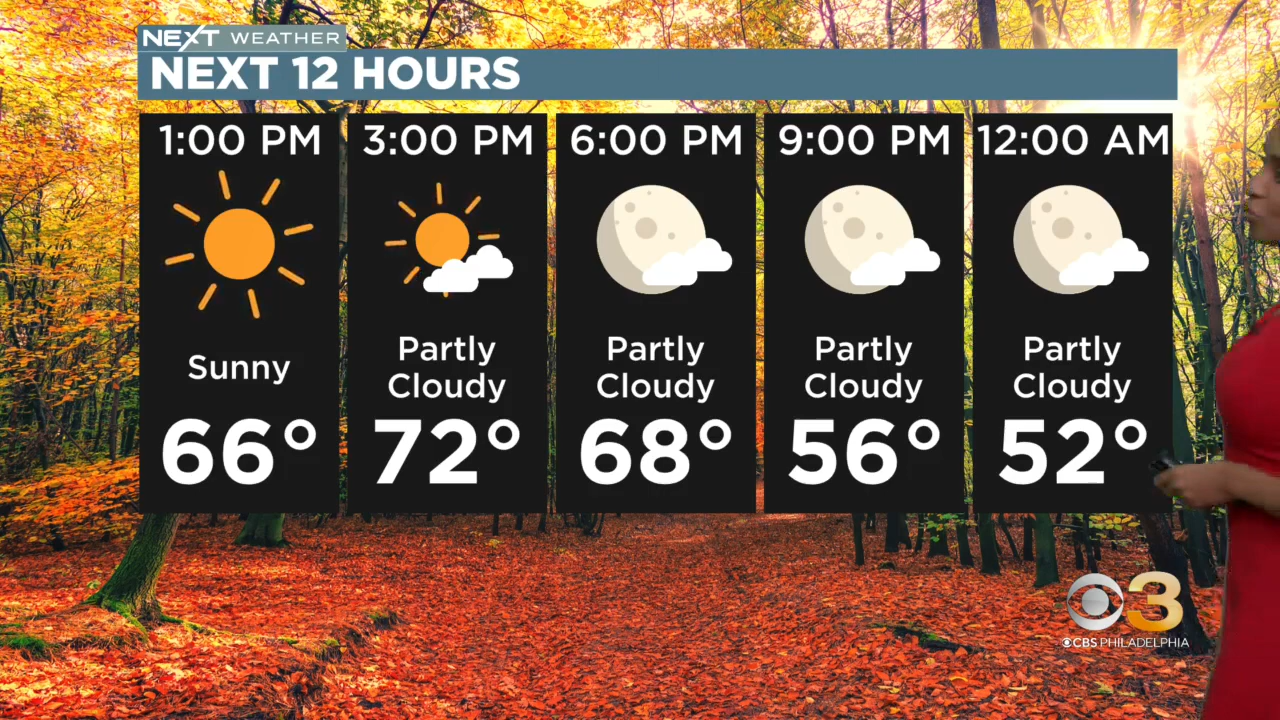 NEXT WEATHER
NEXT 12 HOURS
1:00 PM
Sunny
66°
3:00 PM
Partly
Cloudy
72°
6:00 PM
Partly
Cloudy
68°
9:00 PM
Partly
Cloudy
56°
12:00 AM
Partly
Cloudy
52°
3
CBS PHILADELPHIA